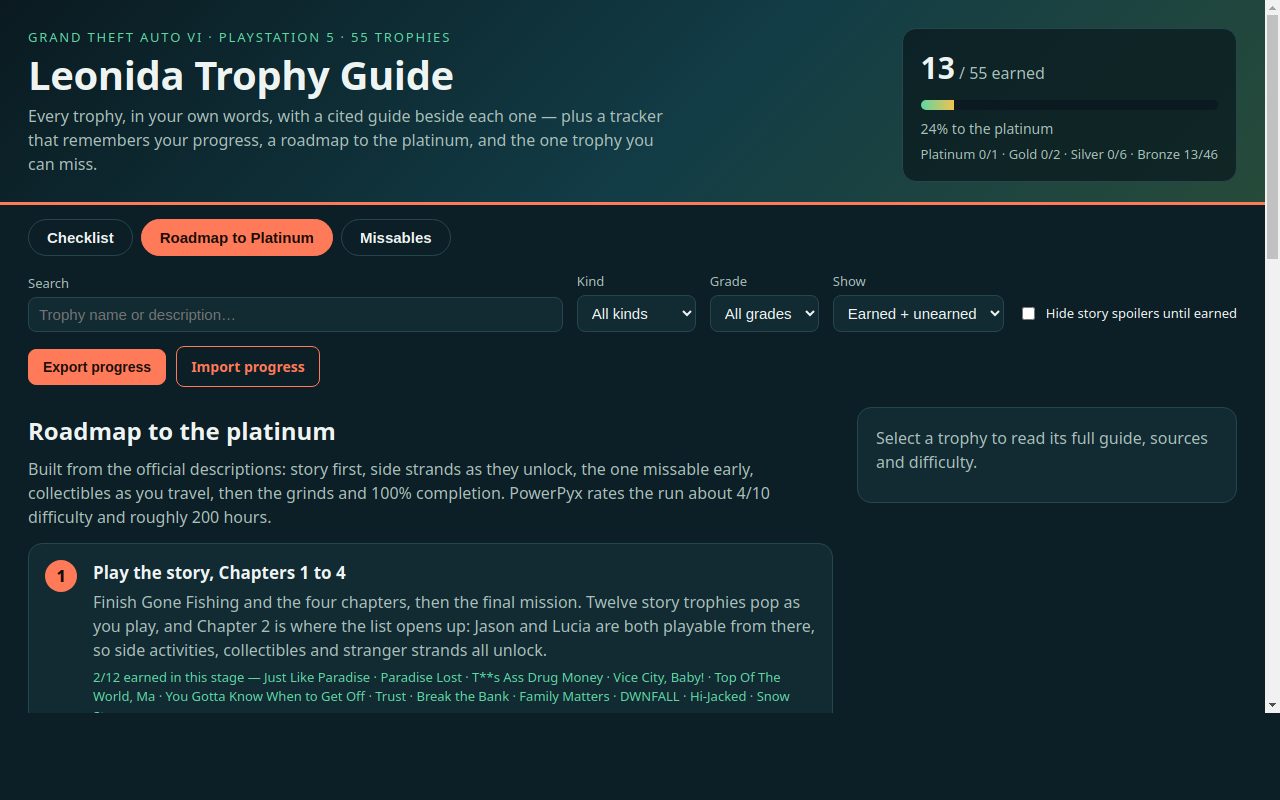 GRAND THEFT AUTO VI · PLAYSTATION 5 · 55 TROPHIES
Leonida Trophy Guide
Every trophy, in your own words, with a cited guide beside each one — plus a tracker
that remembers your progress, a roadmap to the platinum, and the one trophy you
can miss.
13 / 55 earned
24% to the platinum
Platinum 0/1 · Gold 0/2 · Silver 0/6 · Bronze 13/46
Checklist
Roadmap to Platinum
Missables
Search
Trophy name or description…
Kind
All kinds
Grade
All grades
Show
Earned + unearned
Hide story spoilers until earned
Export progress
Import progress
Roadmap to the platinum
Built from the official descriptions: story first, side strands as they unlock, the one missable early,
collectibles as you travel, then the grinds and 100% completion. PowerPyx rates the run about 4/10
difficulty and roughly 200 hours.
1
Play the story, Chapters 1 to 4
Finish Gone Fishing and the four chapters, then the final mission. Twelve story trophies pop as
you play, and Chapter 2 is where the list opens up: Jason and Lucia are both playable from there,
so side activities, collectibles and stranger strands all unlock.
2/12 earned in this stage — Just Like Paradise · Paradise Lost · T**s Ass Drug Money · Vice City, Baby! · Top Of The
World, Ma · You Gotta Know When to Get Off · Trust · Break the Bank · Family Matters · DWNFALL · Hi-Jacked · Snow
Select a trophy to read its full guide, sources
and difficulty.